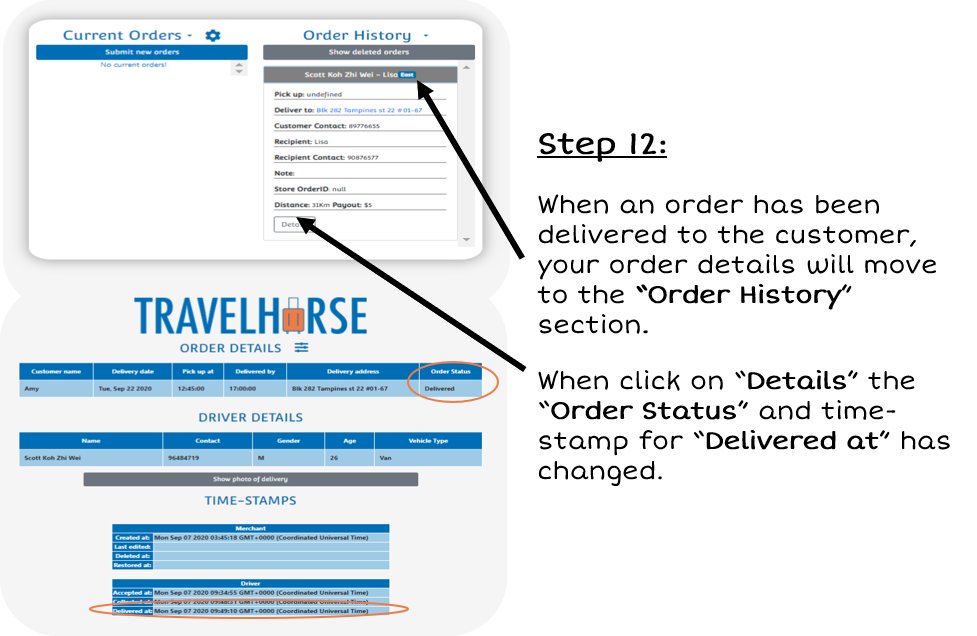 Current Orders -
Submit new orders
No current orders!
Order History -
Show deleted orders
Scott Koh Zhi Wei - Lisa East
Pick up: undefined
Deliver to: Blk 282 Tampines st 22 #01-67
Customer Contact: 89776655
Recipient: Lisa
Recipient Contact: 90876577
Note:
Store OrderID: null
Distance: 31Km Payout: $5
Step 12:
When an order has been
delivered to the customer,
your order details will move
to the “Order History”
section.
When click on “Details” the
“Order Status” and time-
stamp for “Delivered at” has
changed.
TRAVELHORSE
ORDER DETAILS
Customer name Delivery date Pick up at Delivered by Delivery address Order Status
Amy Tue, Sep 22 2020 12:45:00 17:00:00 Blk 282 Tampines st 22 #01-67 Delivered
DRIVER DETAILS
Name Contact Gender Age Vehicle Type
Scott Koh Zhi Wei 96484719 M 26 Van
Show photo of delivery
TIME-STAMPS
Merchant
Created at: Mon Sep 07 2020 03:45:18 GMT+0000 (Coordinated Universal Time)
Last edited:
Deleted at:
Restored at:
Driver
Accepted at: Mon Sep 07 2020 09:34:55 GMT+0000 (Coordinated Universal Time)
Collected at: Mon Sep 07 2020 09:48:51 GMT+0000 (Coordinated Universal Time)
Delivered at: Mon Sep 07 2020 09:49:10 GMT+0000 (Coordinated Universal Time)